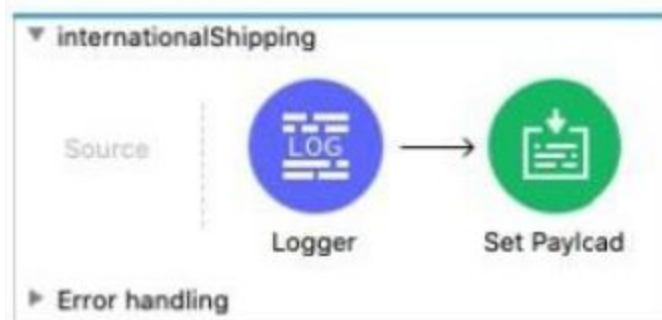 internationalShipping
Source
LOG
Logger
Set Paylcad
Error handling